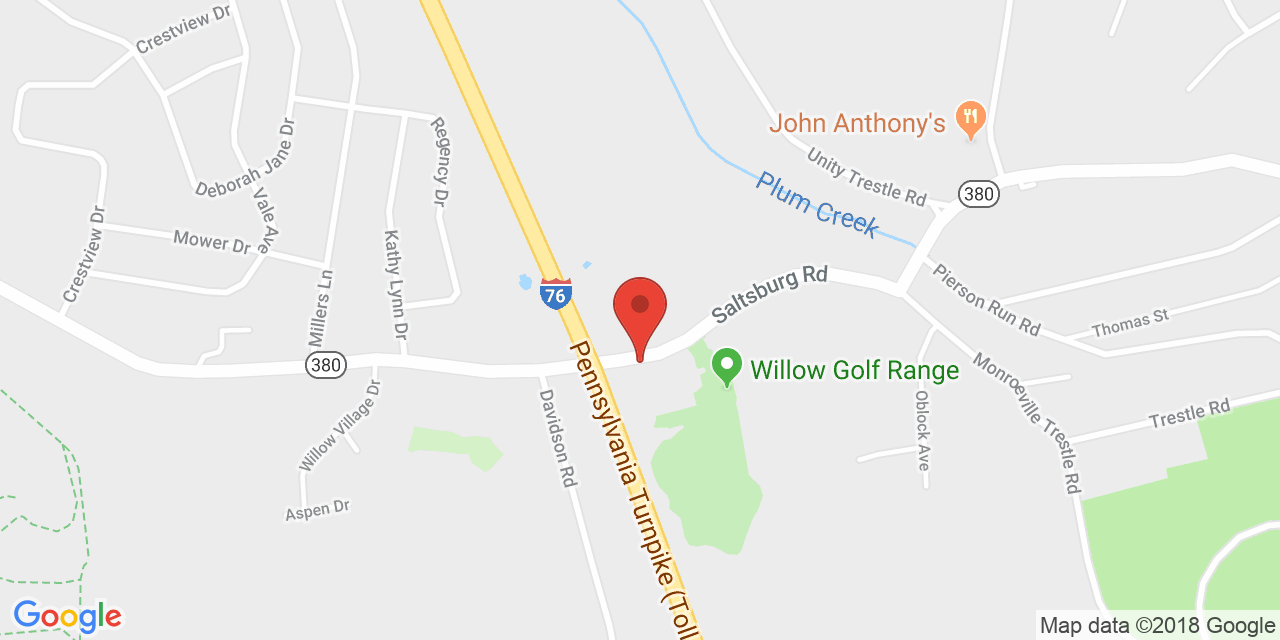 Crestview Dr
John Anthony's
Regency Dr
Deborah Jane Dr
Unity Trestle Rd
Vale Ave
Plum Creek
380
Crestview Dr
Mower Dr
Kathy Lynn Dr
Millers Ln
76
Saltsburg Rd
Pierson Run Rd
Thomas St
380
Willow Golf Range
Pennsylvania Turnpike (Toll
Monroeville Trestle Rd
Willow Village Dr
Davidson Rd
Oblock Ave
Trestle Rd
Aspen Dr
Google
Map data ©2018 Google